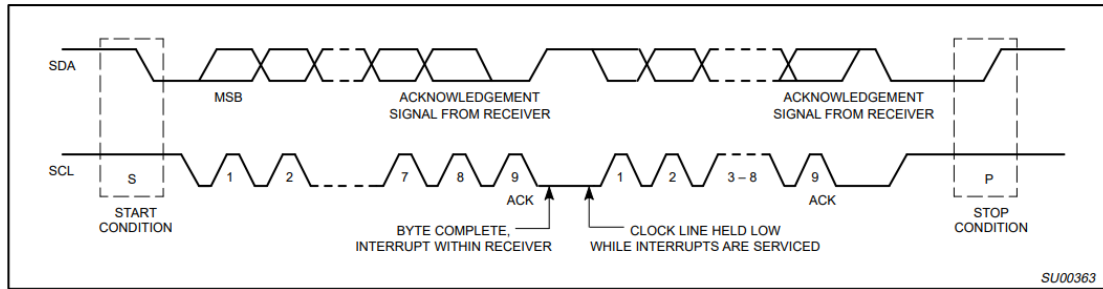 SDA
MSB
ACKNOWLEDGEMENT
SIGNAL FROM RECEIVER
ACKNOWLEDGEMENT
SIGNAL FROM RECEIVER
SCL
S
1
2
7
8
9
1
2
3 – 8
9
P
ACK
ACK
START
CONDITION
BYTE COMPLETE,
INTERRUPT WITHIN RECEIVER
CLOCK LINE HELD LOW
WHILE INTERRUPTS ARE SERVICED
STOP
CONDITION
SU00363